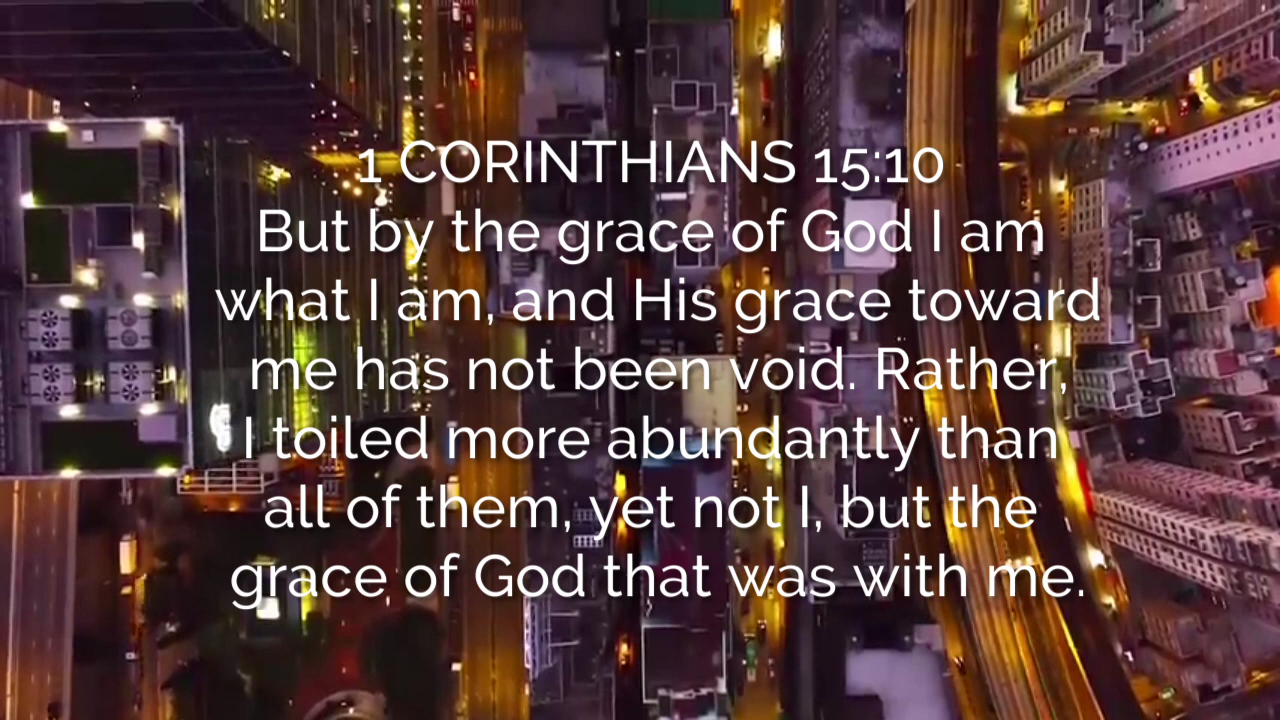 1 CORINTHIANS 15:10
But by the grace of God I am
what I am, and His grace toward
me has not been void. Rather,
I toiled more abundantly than
all of them, yet not I, but the
grace of God that was with me.